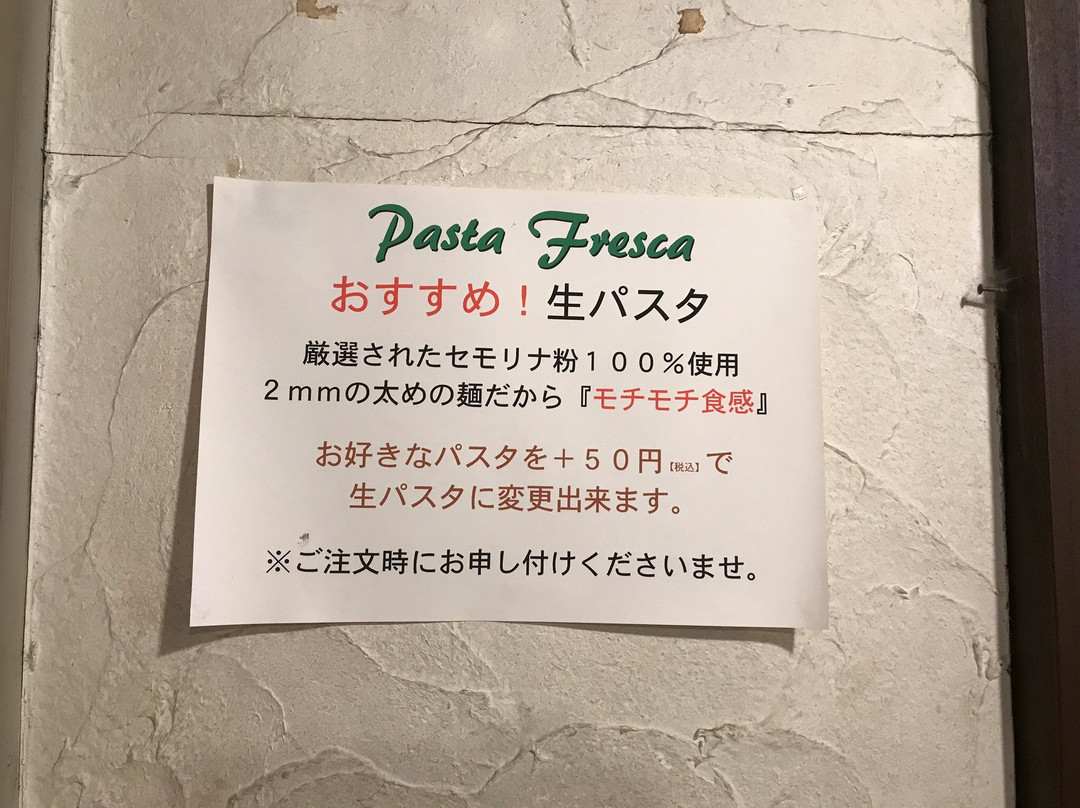 Pasta Fresca
おすすめ！生パスタ
厳選されたセモリナ粉１００％使用
２ｍｍの太めの麺だから『モチモチ食感』
お好きなパスタを＋５０円【税込】で
生パスタに変更出来ます。
※ご注文時にお申し付けくださいませ。